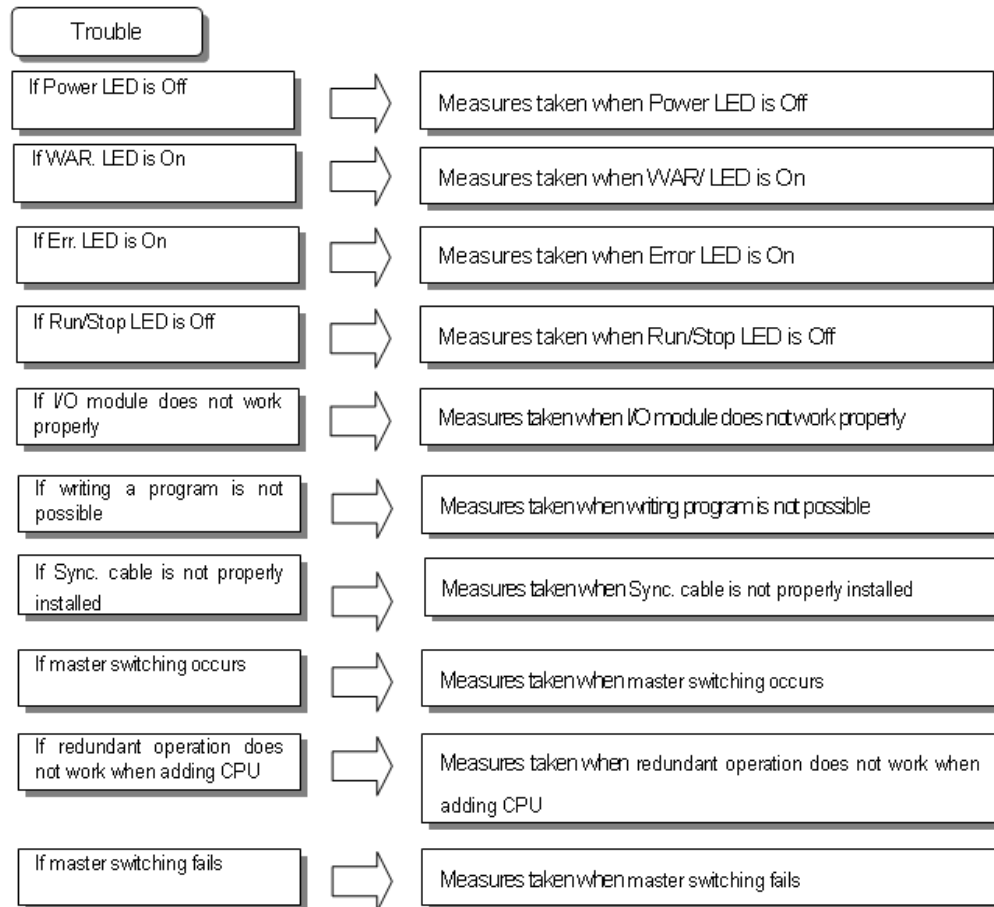 Trouble
If Power LED is Off
Measures taken when Power LED is Off
If WAR. LED is On
Measures taken when WAR/ LED is On
If Err. LED is On
Measures taken when Error LED is On
If Run/Stop LED is Off
Measures taken when Run/Stop LED is Off
If I/O module does not work
properly
Measures taken when I/O module does not work properly
If writing a program is not
possible
Measures taken when writing program is not possible
If Sync. cable is not properly
installed
Measures taken when Sync. cable is not properly installed
If master switching occurs
Measures taken when master switching occurs
If redundant operation does
not work when adding CPU
Measures taken when redundant operation does not work when
adding CPU
If master switching fails
Measures taken when master switching fails